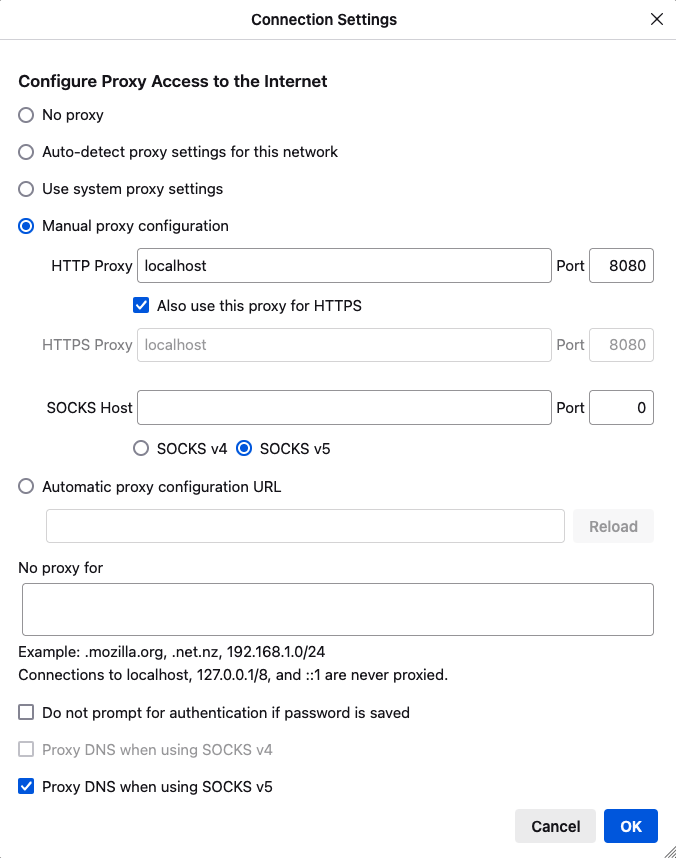 Connection Settings
Configure Proxy Access to the Internet
No proxy
Auto-detect proxy settings for this network
Use system proxy settings
Manual proxy configuration
HTTP Proxy localhost Port 8080
Also use this proxy for HTTPS
HTTPS Proxy localhost Port 8080
SOCKS Host Port 0
SOCKS v4 SOCKS v5
Automatic proxy configuration URL
Reload
No proxy for
Example: .mozilla.org, .net.nz, 192.168.1.0/24
Connections to localhost, 127.0.0.1/8, and ::1 are never proxied.
Do not prompt for authentication if password is saved
Proxy DNS when using SOCKS v4
Proxy DNS when using SOCKS v5
Cancel OK